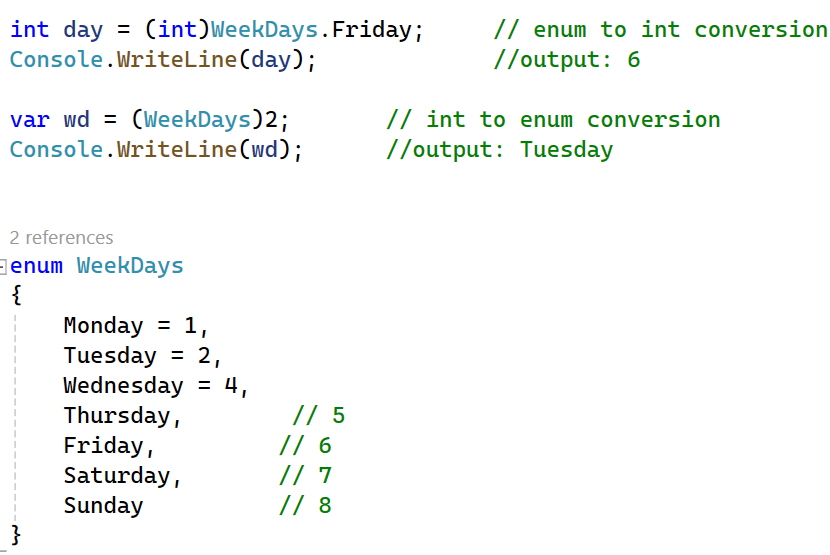 int day = (int)WeekDays.Friday;     // enum to int conversion
Console.WriteLine(day);             //output: 6
var wd = (WeekDays)2;       // int to enum conversion
Console.WriteLine(wd);      //output: Tuesday
2 references
enum WeekDays
{
    Monday = 1,
    Tuesday = 2,
    Wednesday = 4,
    Thursday,        // 5
    Friday,         // 6
    Saturday,       // 7
    Sunday          // 8
}